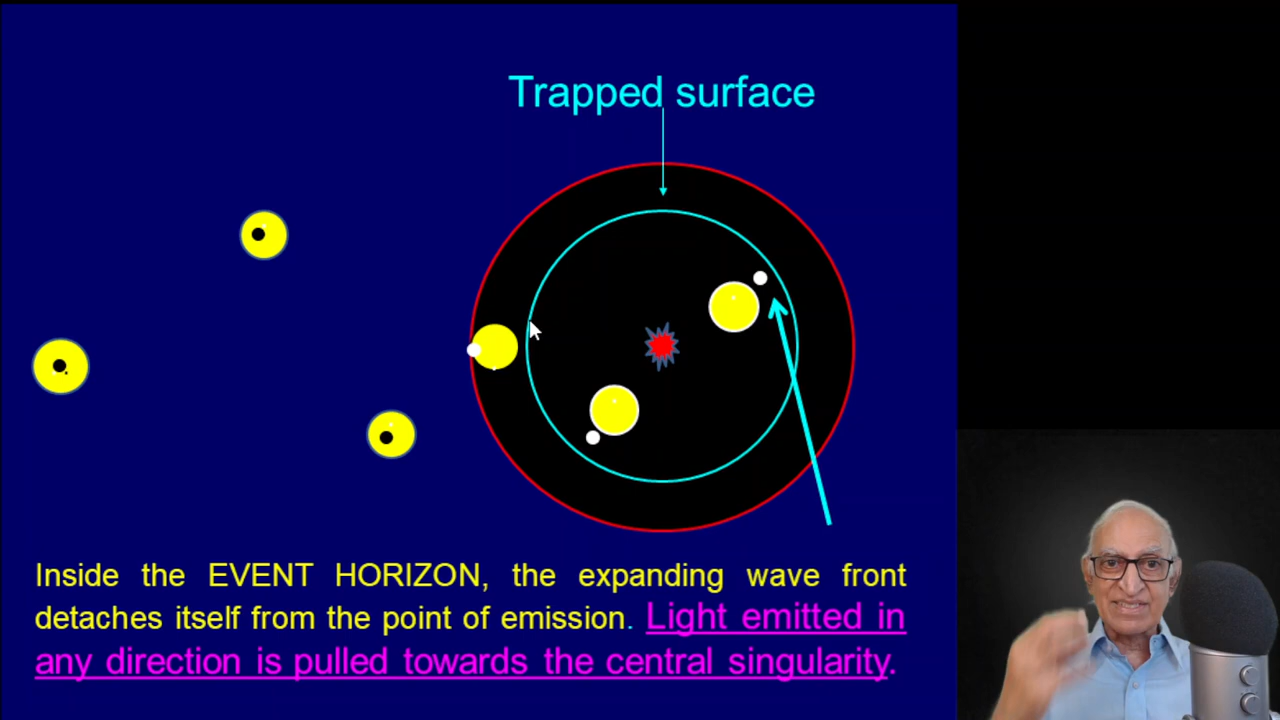 Trapped surface
Inside the EVENT HORIZON, the expanding wave front
detaches itself from the point of emission. Light emitted in
any direction is pulled towards the central singularity.